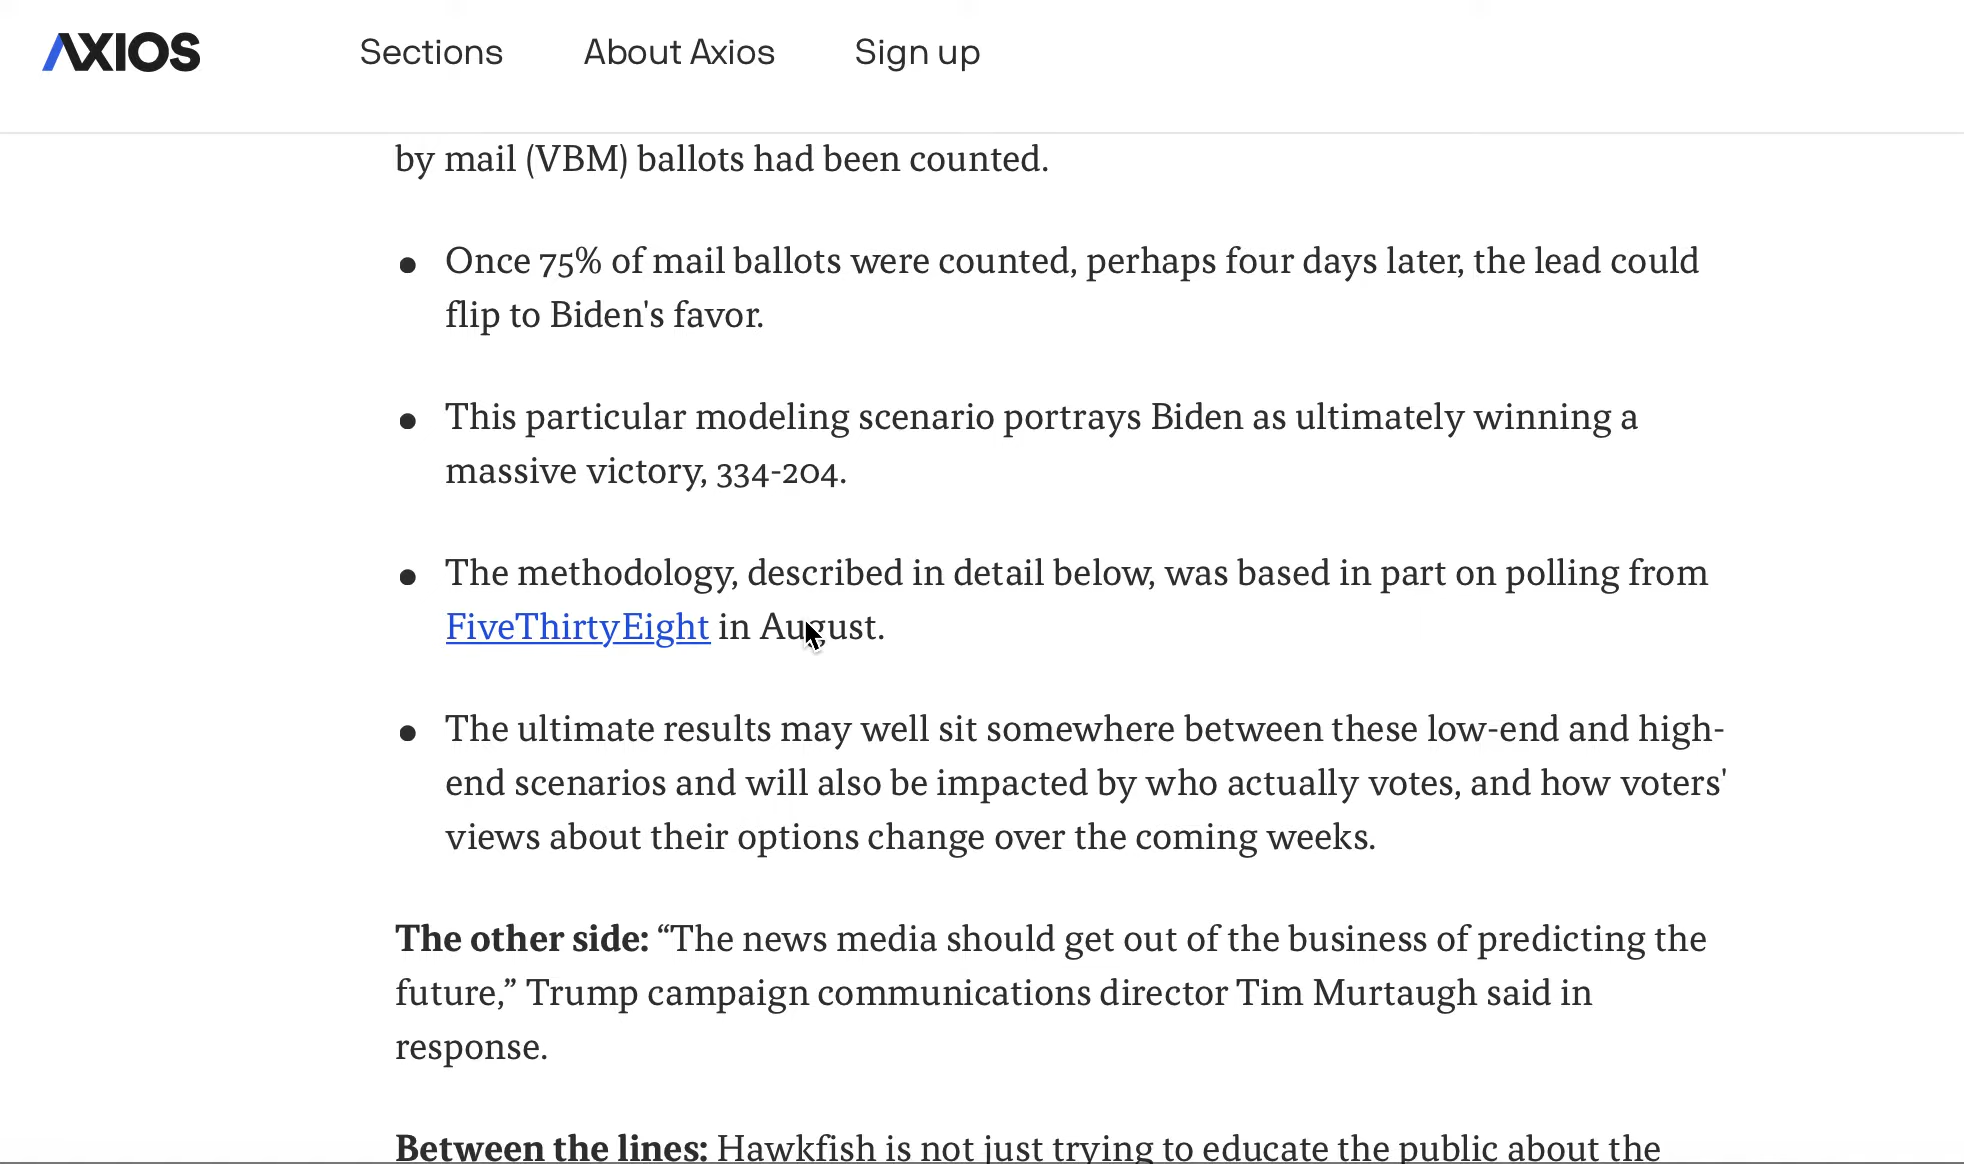 AXIOS Sections About Axios Sign up
by mail (VBM) ballots had been counted.
• Once 75% of mail ballots were counted, perhaps four days later, the lead could
flip to Biden's favor.
• This particular modeling scenario portrays Biden as ultimately winning a
massive victory, 334-204.
• The methodology, described in detail below, was based in part on polling from
FiveThirtyEight in August.
• The ultimate results may well sit somewhere between these low-end and high-
end scenarios and will also be impacted by who actually votes, and how voters'
views about their options change over the coming weeks.
The other side: “The news media should get out of the business of predicting the
future,” Trump campaign communications director Tim Murtaugh said in
response.
Between the lines: Hawkfish is not just trying to educate the public about the